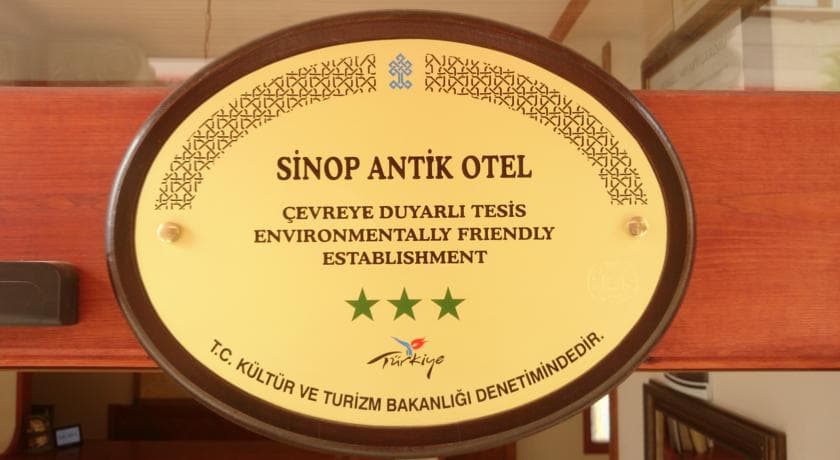 SİNOP ANTİK OTEL
ÇEVREYE DUYARLI TESİS
ENVIRONMENTALLY FRIENDLY
ESTABLISHMENT
Türkiye
T.C. KÜLTÜR VE TURİZM BAKANLIĞI DENETİMİNDEDİR.